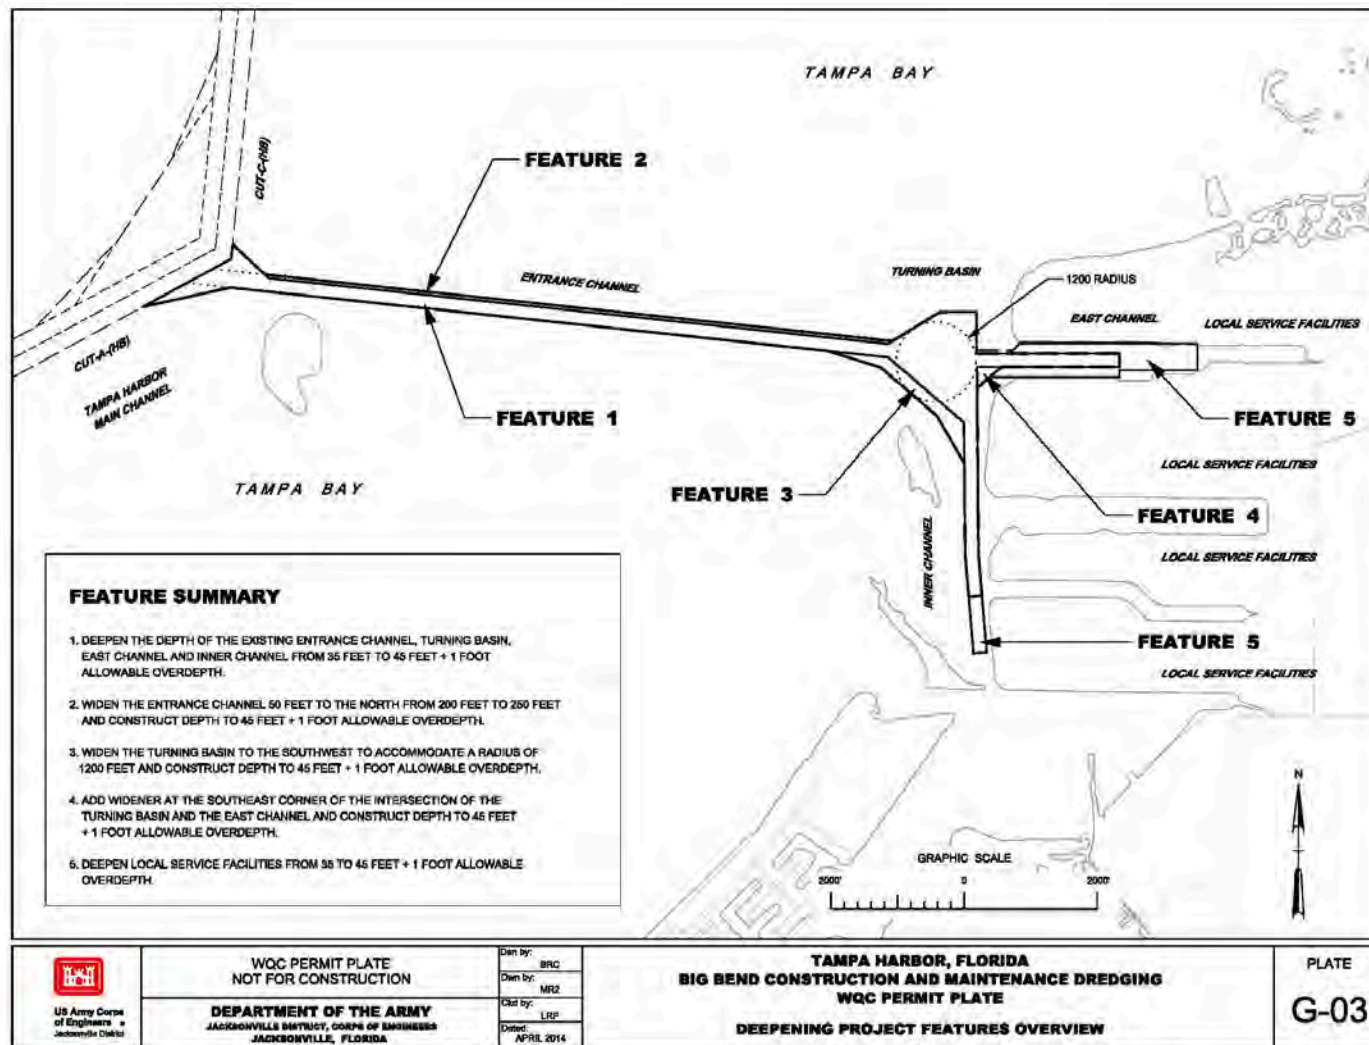 TAMPA BAY
FEATURE 2
CUT-C-(HB)
ENTRANCE CHANNEL
TURNING BASIN
1200 RADIUS
EAST CHANNEL
LOCAL SERVICE FACILITIES
CUT-A-(HB)
TAMPA HARBOR
MAIN CHANNEL
FEATURE 1
FEATURE 5
LOCAL SERVICE FACILITIES
TAMPA BAY
FEATURE 3
FEATURE 4
INNER CHANNEL
LOCAL SERVICE FACILITIES
FEATURE 5
LOCAL SERVICE FACILITIES
FEATURE SUMMARY
1. DEEPEN THE DEPTH OF THE EXISTING ENTRANCE CHANNEL, TURNING BASIN,
EAST CHANNEL AND INNER CHANNEL FROM 35 FEET TO 45 FEET + 1 FOOT
ALLOWABLE OVERDEPTH.
2. WIDEN THE ENTRANCE CHANNEL 50 FEET TO THE NORTH FROM 200 FEET TO 250 FEET
AND CONSTRUCT DEPTH TO 45 FEET + 1 FOOT ALLOWABLE OVERDEPTH.
3. WIDEN THE TURNING BASIN TO THE SOUTHWEST TO ACCOMMODATE A RADIUS OF
1200 FEET AND CONSTRUCT DEPTH TO 45 FEET + 1 FOOT ALLOWABLE OVERDEPTH.
4. ADD WIDENER AT THE SOUTHEAST CORNER OF THE INTERSECTION OF THE
TURNING BASIN AND THE EAST CHANNEL AND CONSTRUCT DEPTH TO 45 FEET
+ 1 FOOT ALLOWABLE OVERDEPTH.
5. DEEPEN LOCAL SERVICE FACILITIES FROM 35 TO 45 FEET + 1 FOOT ALLOWABLE
OVERDEPTH.
N
GRAPHIC SCALE
2000' 0 2000'
US Army Corps
of Engineers
Jacksonville District
WQC PERMIT PLATE
NOT FOR CONSTRUCTION
DEPARTMENT OF THE ARMY
JACKSONVILLE DISTRICT, CORPS OF ENGINEERS
JACKSONVILLE, FLORIDA
Dsn by:
BRC
Dwn by:
MR2
Ckd by:
LRP
Dated:
APRIL 2014
TAMPA HARBOR, FLORIDA
BIG BEND CONSTRUCTION AND MAINTENANCE DREDGING
WQC PERMIT PLATE
DEEPENING PROJECT FEATURES OVERVIEW
PLATE
G-03